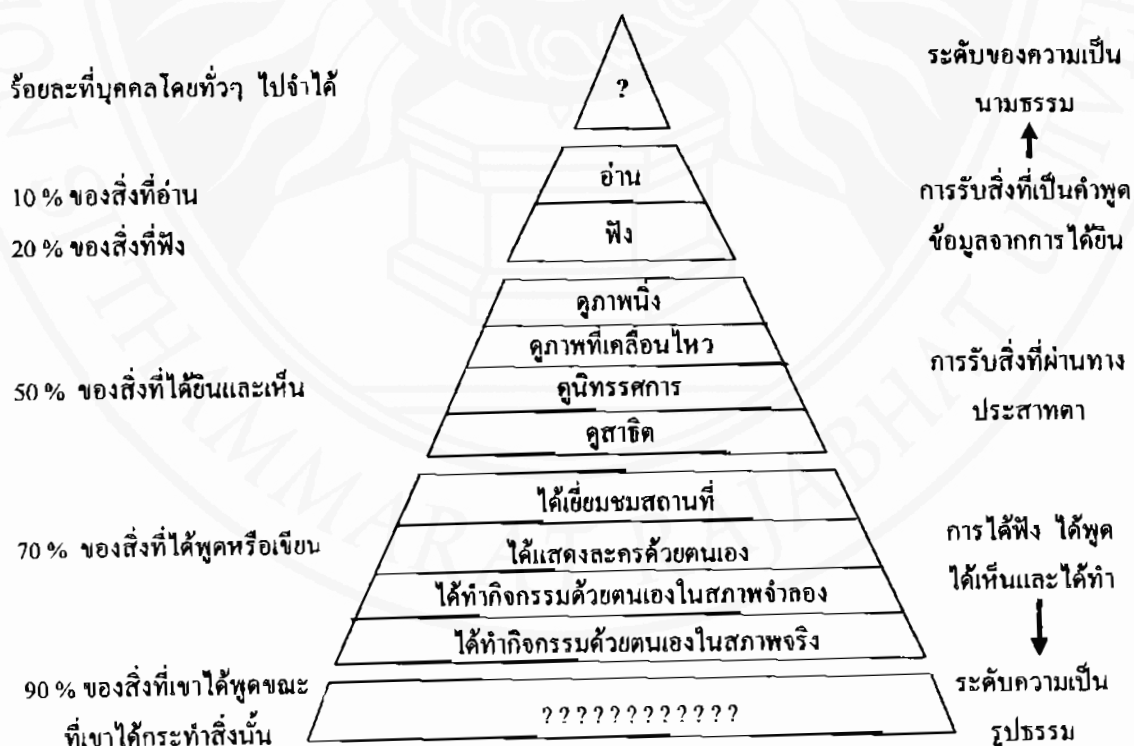 ร้อยละที่บุคคลโดยทั่วๆ ไปจำได้
10 % ของสิ่งที่อ่าน
20 % ของสิ่งที่ฟัง
50 % ของสิ่งที่ได้ยินและเห็น
70 % ของสิ่งที่ได้พูดหรือเขียน
90 % ของสิ่งที่เขาได้พูดขณะ
ที่เขาได้กระทำสิ่งนั้น
?
อ่าน
ฟัง
ดูภาพนิ่ง
ดูภาพที่เคลื่อนไหว
ดูนิทรรศการ
ดูสาธิต
ได้เยี่ยมชมสถานที่
ได้แสดงละครด้วยตนเอง
ได้ทำกิจกรรมด้วยตนเองในสภาพจำลอง
ได้ทำกิจกรรมด้วยตนเองในสภาพจริง
? ? ? ? ? ? ? ? ? ? ? ?
ระดับของความเป็น
นามธรรม
การรับสิ่งที่เป็นคำพูด
ข้อมูลจากการได้ยิน
การรับสิ่งที่ผ่านทาง
ประสาทตา
การได้ฟัง ได้พูด
ได้เห็นและได้ทำ
ระดับความเป็น
รูปธรรม